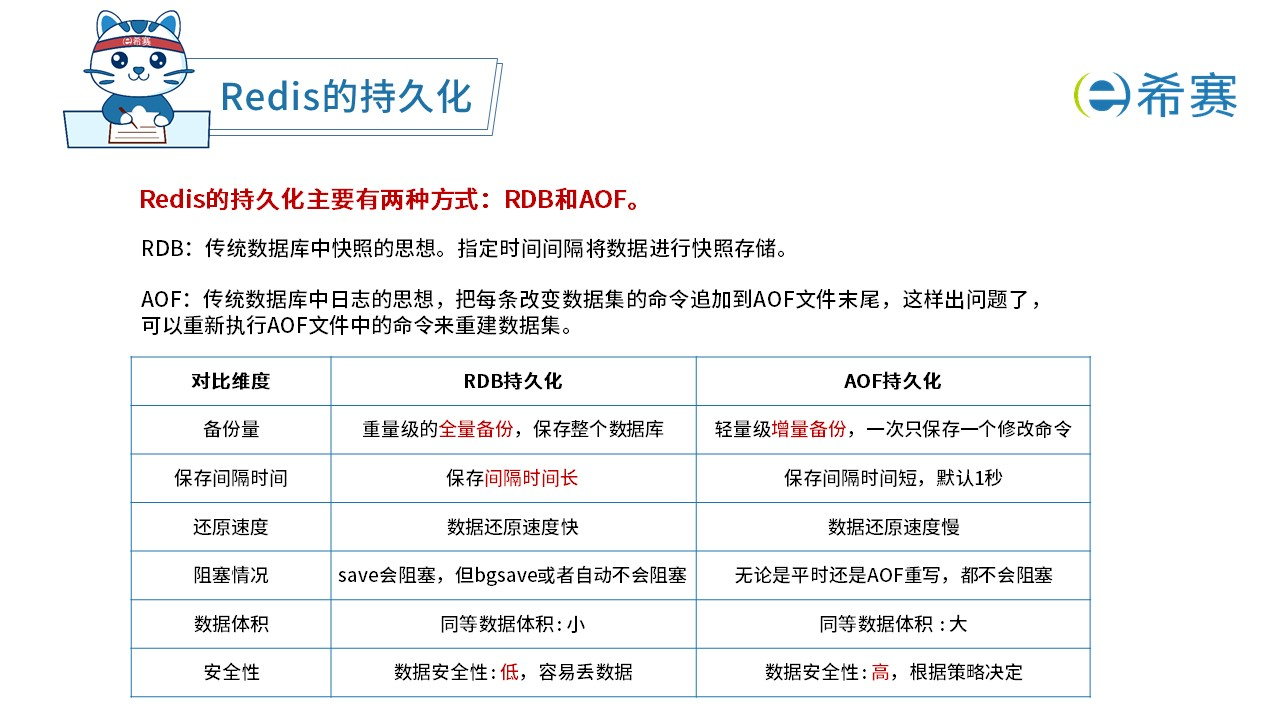 希赛
Redis的持久化
希赛
Redis的持久化主要有两种方式：RDB和AOF。
RDB：传统数据库中快照的思想。指定时间间隔将数据进行快照存储。
AOF：传统数据库中日志的思想，把每条改变数据集的命令追加到AOF文件末尾，这样出问题了，
可以重新执行AOF文件中的命令来重建数据集。
对比维度 RDB持久化 AOF持久化
备份量 重量级的全量备份，保存整个数据库 轻量级增量备份，一次只保存一个修改命令
保存间隔时间 保存间隔时间长 保存间隔时间短，默认1秒
还原速度 数据还原速度快 数据还原速度慢
阻塞情况 save会阻塞，但bgsave或者自动不会阻塞 无论是平时还是AOF重写，都不会阻塞
数据体积 同等数据体积：小 同等数据体积：大
安全性 数据安全性：低，容易丢数据 数据安全性：高，根据策略决定